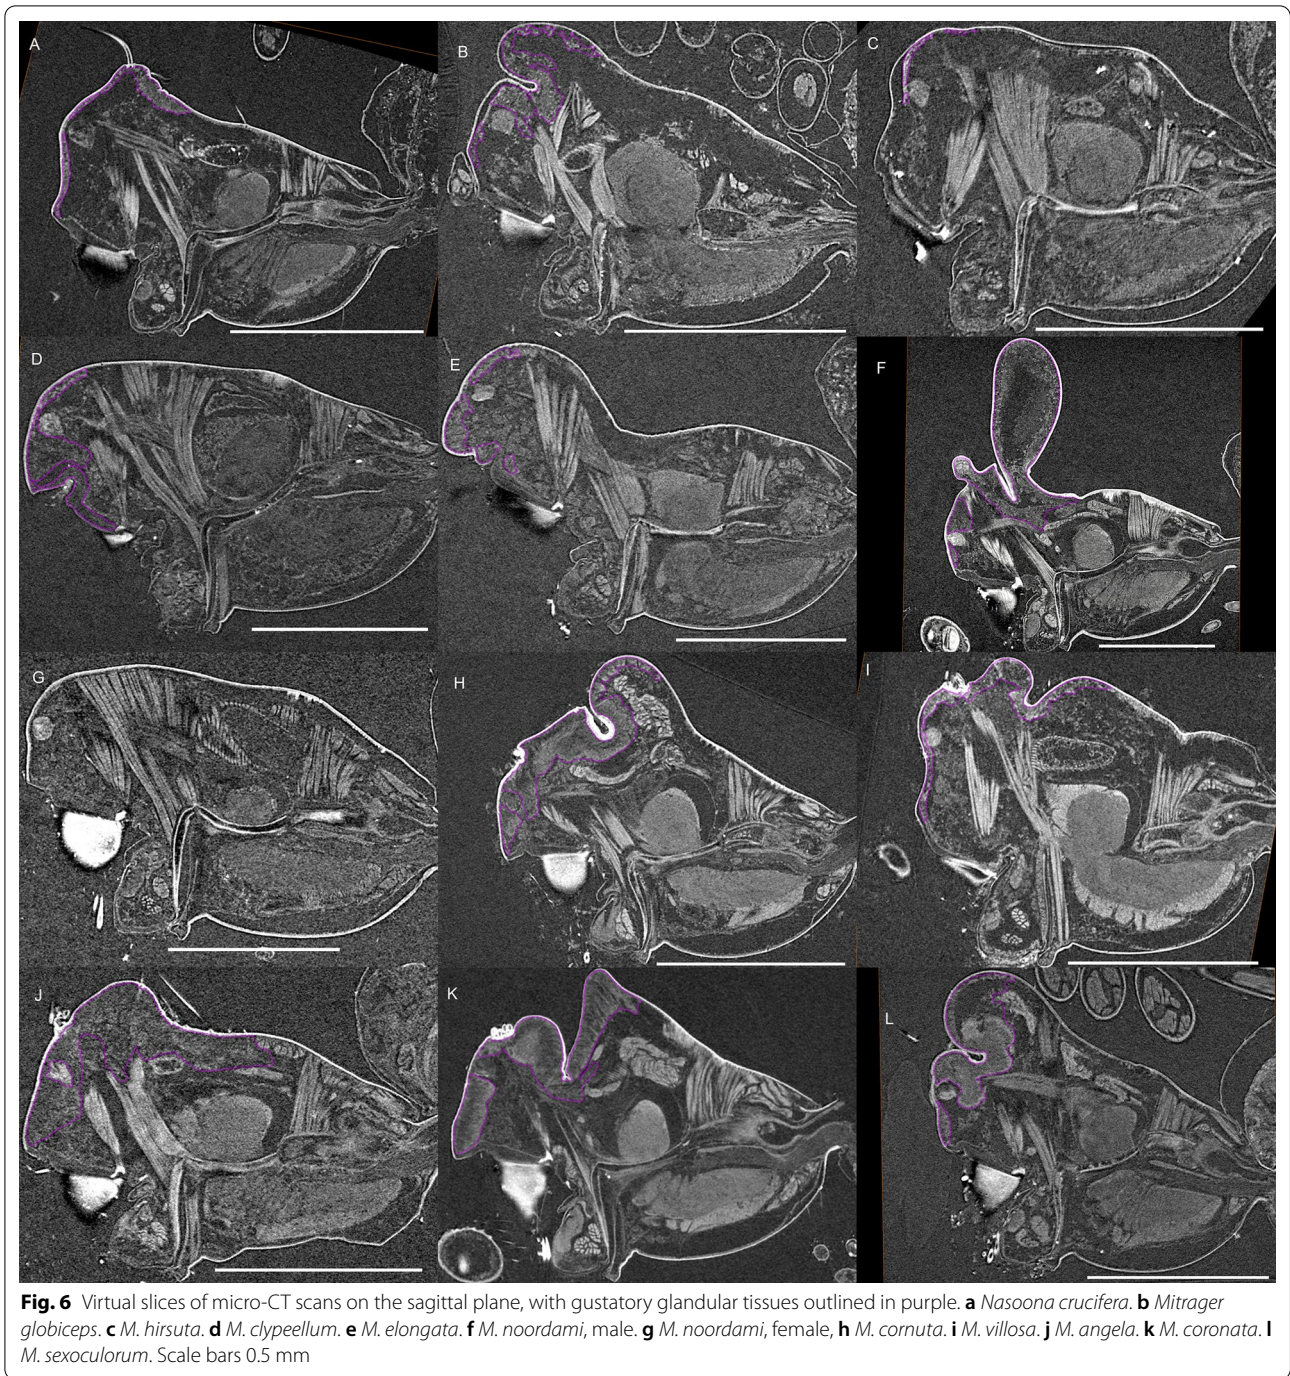 A
B
C
D
E
F
G
H
I
J
K
L
Fig. 6 Virtual slices of micro-CT scans on the sagittal plane, with gustatory glandular tissues outlined in purple. a Nasoona crucifera. b Mitrager
globiceps. c M. hirsuta. d M. clypeellum. e M. elongata. f M. noordami, male. g M. noordami, female, h M. cornuta. i M. villosa. j M. angela. k M. coronata. l
M. sexoculorum. Scale bars 0.5 mm